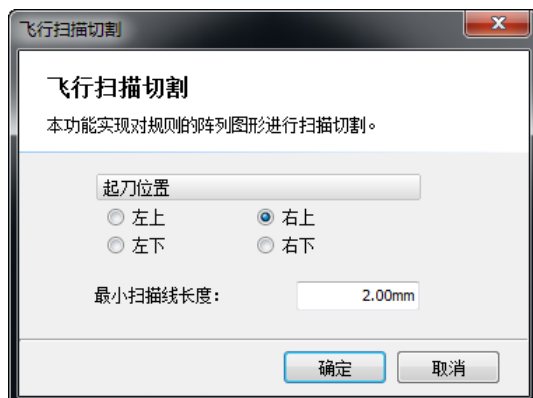 飞行扫描切割
飞行扫描切割
本功能实现对规则的阵列图形进行扫描切割。
起刀位置
左上 右上
左下 右下
最小扫描线长度： 2.00mm
确定 取消